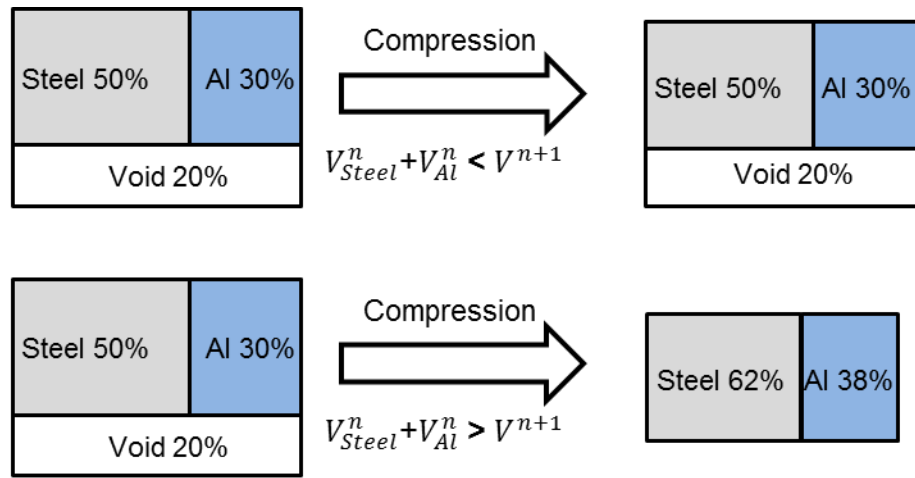 Steel 50% Al 30%
Void 20%
Compression
V^n_Steel+V^n_Al < V^{n+1}
Steel 50% Al 30%
Void 20%
Steel 50% Al 30%
Void 20%
Compression
V^n_Steel+V^n_Al > V^{n+1}
Steel 62% Al 38%